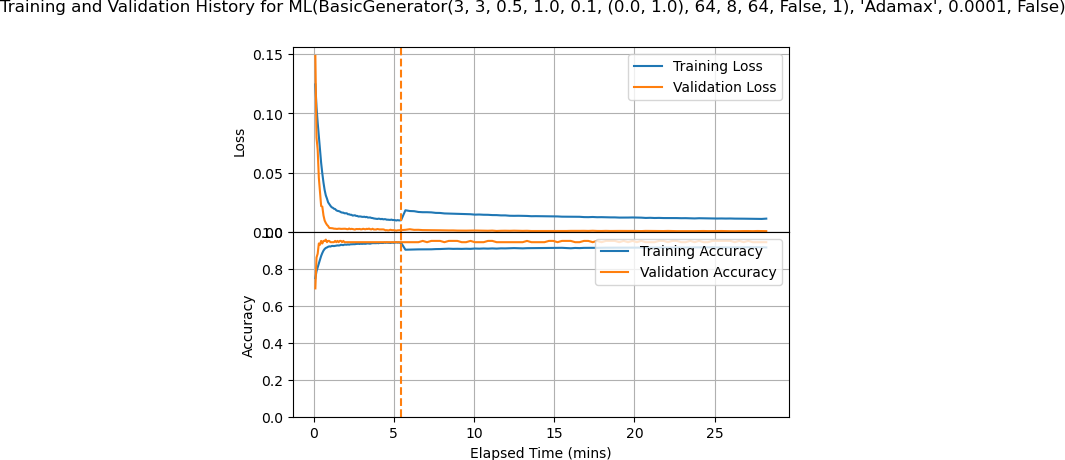 Training and Validation History for ML(BasicGenerator(3, 3, 0.5, 1.0, 0.1, (0.0, 1.0), 64, 8, 64, False, 1), 'Adamax', 0.0001, False)
0.15
0.10
0.05
Loss
Training Loss
Validation Loss
1.0
0.8
0.6
0.4
0.2
0.0
Accuracy
Training Accuracy
Validation Accuracy
0
5
10
15
20
25
Elapsed Time (mins)